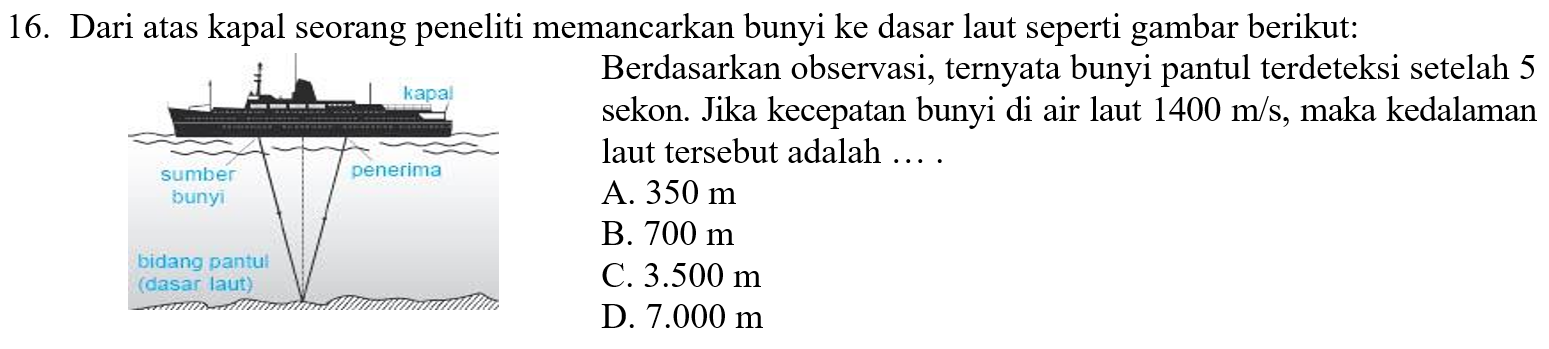 16. Dari atas kapal seorang peneliti memancarkan bunyi ke dasar laut seperti gambar berikut:
kapal
sumber
bunyi
penerima
bidang pantul
(dasar laut)
Berdasarkan observasi, ternyata bunyi pantul terdeteksi setelah 5
sekon. Jika kecepatan bunyi di air laut 1400 m/s, maka kedalaman
laut tersebut adalah ... .
A. 350 m
B. 700 m
C. 3.500 m
D. 7.000 m